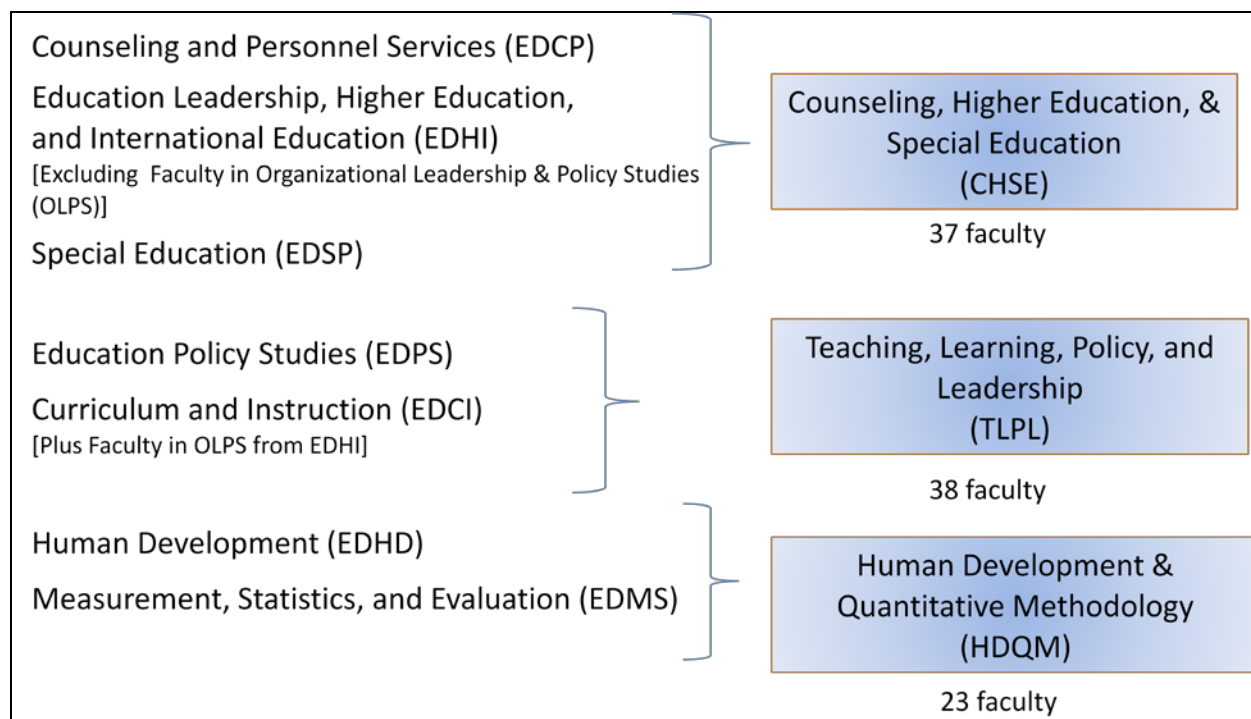 Counseling and Personnel Services (EDCP)
Education Leadership, Higher Education,
and International Education (EDHI)
[Excluding Faculty in Organizational Leadership & Policy Studies
(OLPS)]
Special Education (EDSP)
Counseling, Higher Education, &
Special Education
(CHSE)
37 faculty
Education Policy Studies (EDPS)
Curriculum and Instruction (EDCI)
[Plus Faculty in OLPS from EDHI]
Teaching, Learning, Policy, and
Leadership
(TLPL)
38 faculty
Human Development (EDHD)
Measurement, Statistics, and Evaluation (EDMS)
Human Development &
Quantitative Methodology
(HDQM)
23 faculty